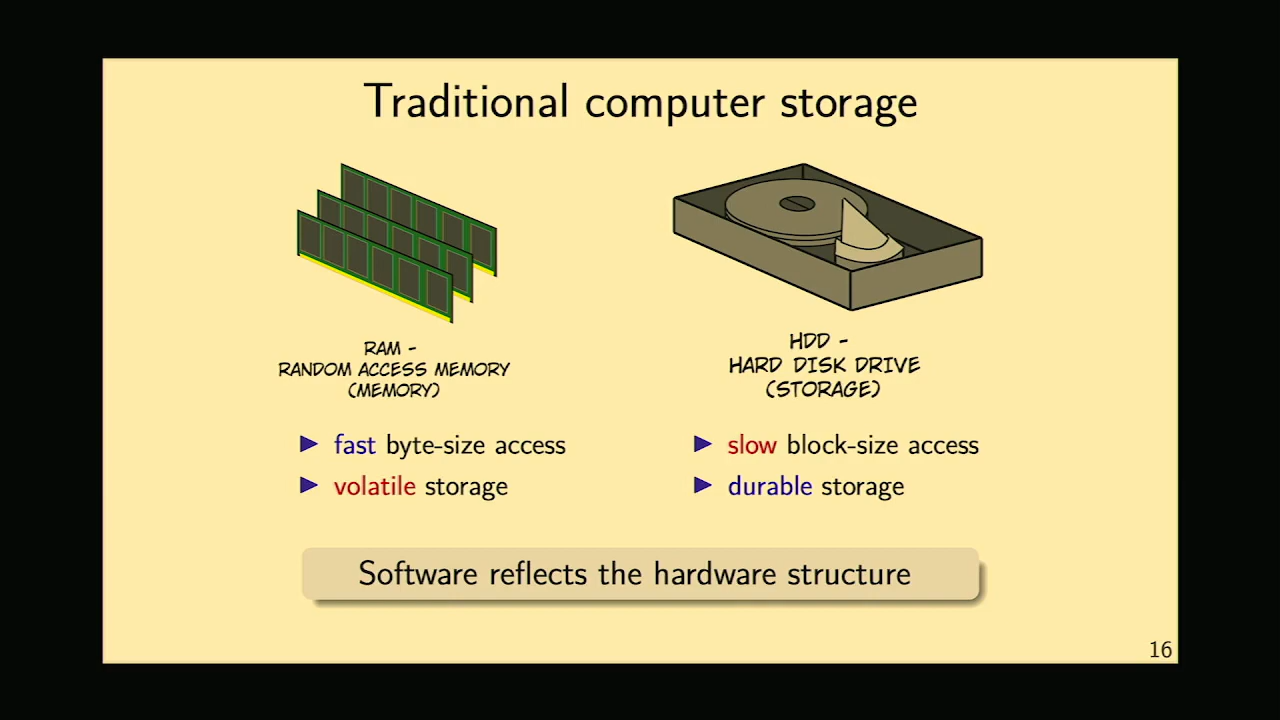 Traditional computer storage
RAM -
RANDOM ACCESS MEMORY
(MEMORY)
HDD -
HARD DISK DRIVE
(STORAGE)
fast byte-size access
volatile storage
slow block-size access
durable storage
Software reflects the hardware structure
16